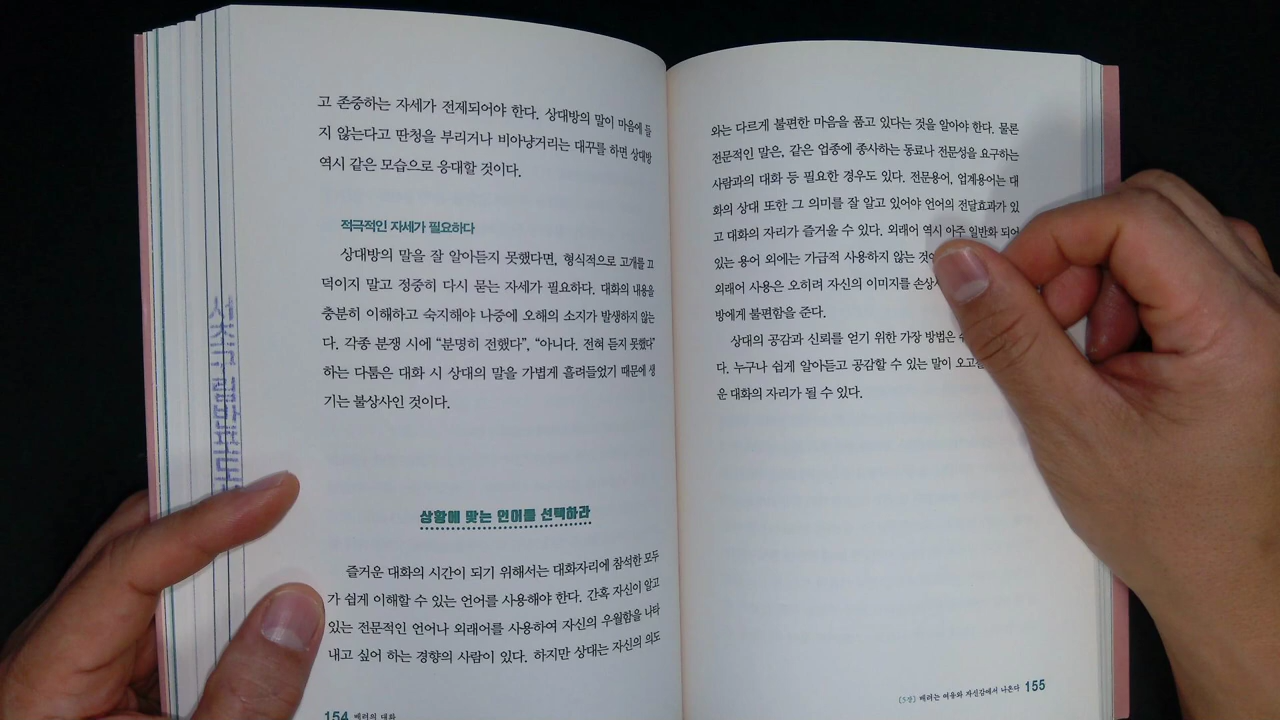 고 존중하는 자세가 전제되어야 한다. 상대방의 말이 마음에 들
지 않는다고 딴청을 부리거나 비아냥거리는 대꾸를 하면 상대방
역시 같은 모습으로 응대할 것이다.
적극적인 자세가 필요하다
상대방의 말을 잘 알아듣지 못했다면, 형식적으로 고개를 끄
덕이지 말고 정중히 다시 묻는 자세가 필요하다. 대화의 내용을
충분히 이해하고 숙지해야 나중에 오해의 소지가 발생하지 않는
다. 각종 분쟁 시에 “분명히 전했다”, “아니다. 전혀 듣지 못했다”
하는 다툼은 대화 시 상대의 말을 가볍게 흘려들었기 때문에 생
기는 불상사인 것이다.
상황에 맞는 언어를 선택하라
즐거운 대화의 시간이 되기 위해서는 대화자리에 참석한 모두
가 쉽게 이해할 수 있는 언어를 사용해야 한다. 간혹 자신이 알고
있는 전문적인 언어나 외래어를 사용하여 자신의 우월함을 나타
내고 싶어 하는 경향의 사람이 있다. 하지만 상대는 자신의 의도
154 배려의 대화
와는 다르게 불편한 마음을 품고 있다는 것을 알아야 한다. 물론
전문적인 말은, 같은 업종에 종사하는 동료나 전문성을 요구하는
사람과의 대화 등 필요한 경우도 있다. 전문용어, 업계용어는 대
화의 상대 또한 그 의미를 잘 알고 있어야 언어의 전달효과가 있
고 대화의 자리가 즐거울 수 있다. 외래어 역시 아주 일반화 되어
있는 용어 외에는 가급적 사용하지 않는
외래어 사용은 오히려 자신의 이미지를
방에게 불편함을 준다.
상대의 공감과 신뢰를 얻기 위한 가장 방법은
다. 누구나 쉽게 알아듣고 공감할 수 있는 말이
운 대화의 자리가 될 수 있다.
[5장] 배려는 여유와 자신감에서 나온다 155